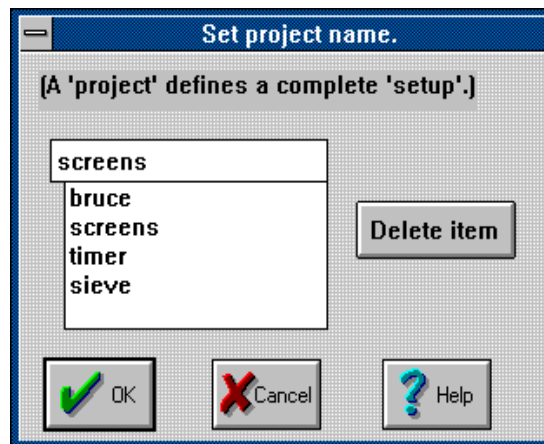 Set project name.
(A 'project' defines a complete 'setup'.)
screens
bruce
screens
timer
sieve
Delete item
OK
Cancel
Help